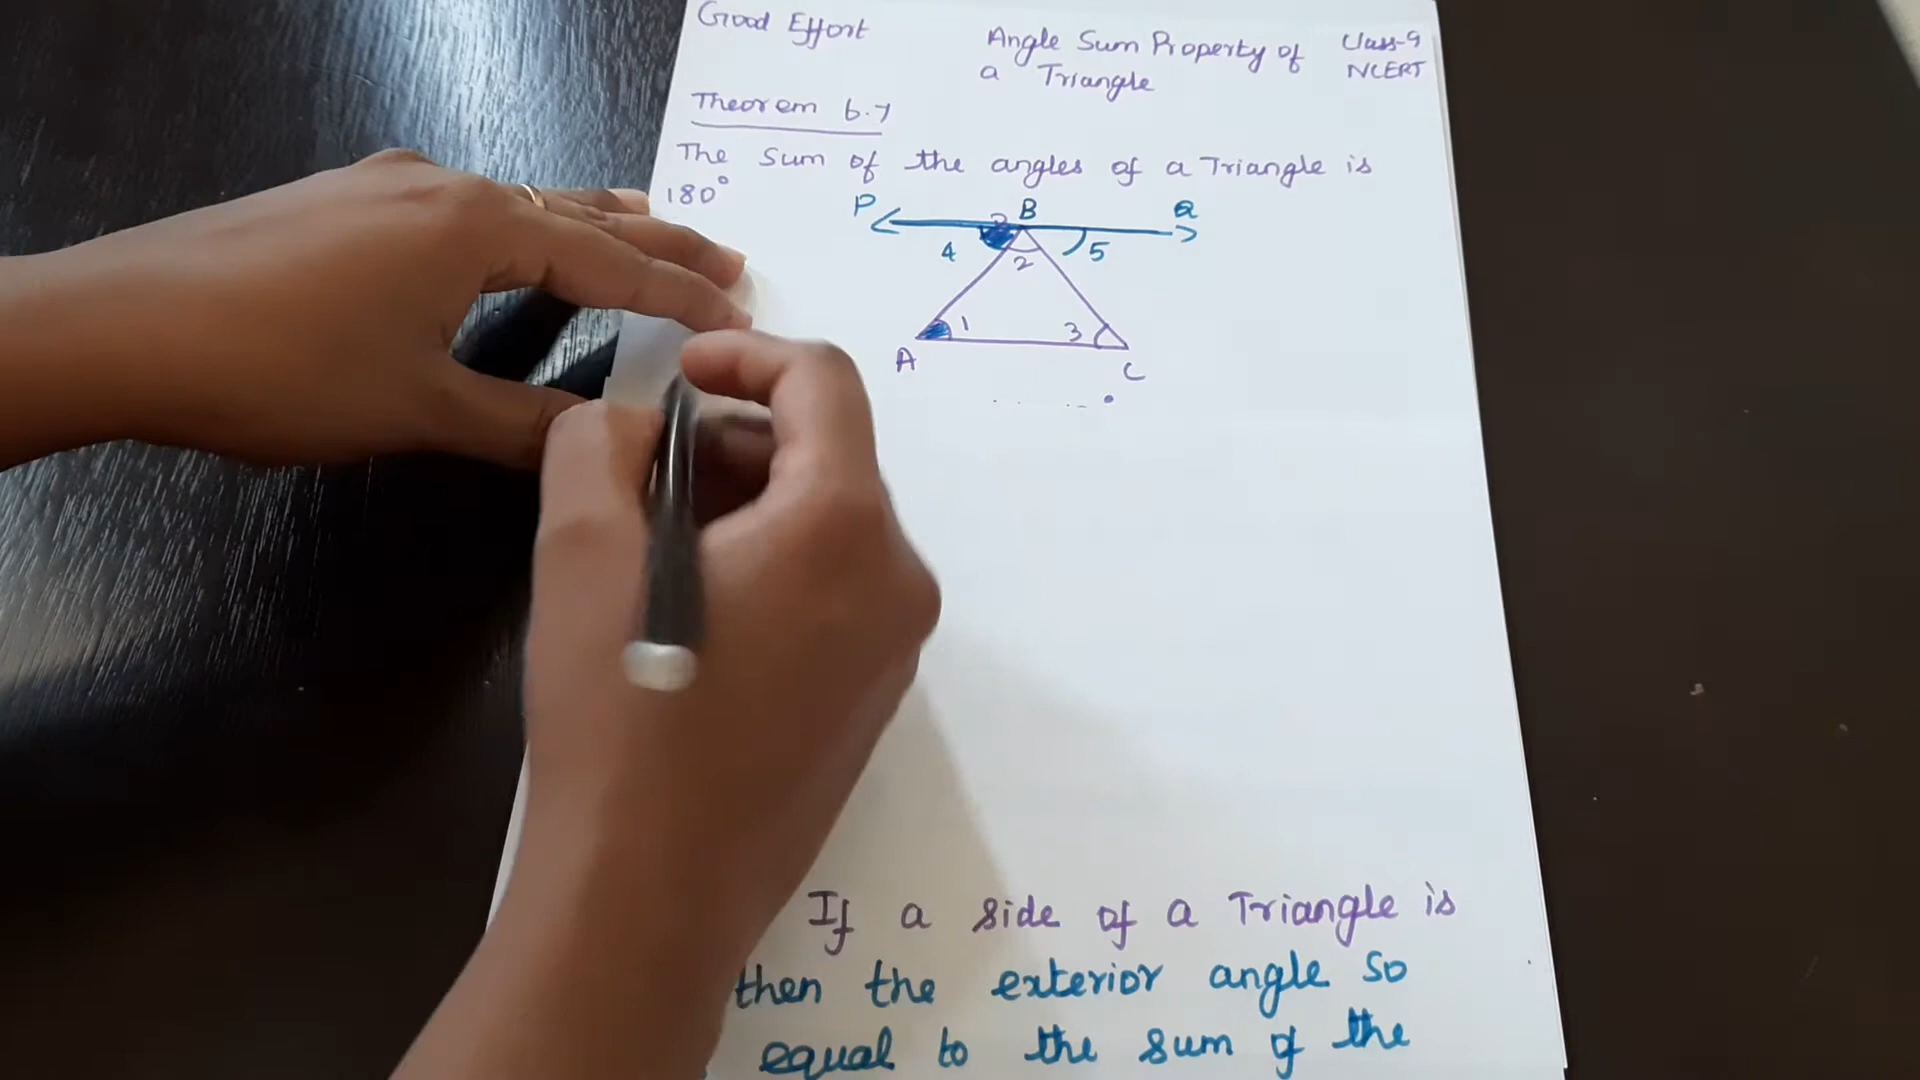 Good Effort
Angle Sum Property of
a Triangle
Class-9
NCERT
Theorem 6.7
The Sum of the angles of a Triangle is
180°
P B Q
4 2 5
1 3
A C
If a side of a Triangle is
then the exterior angle so
equal to the sum of the